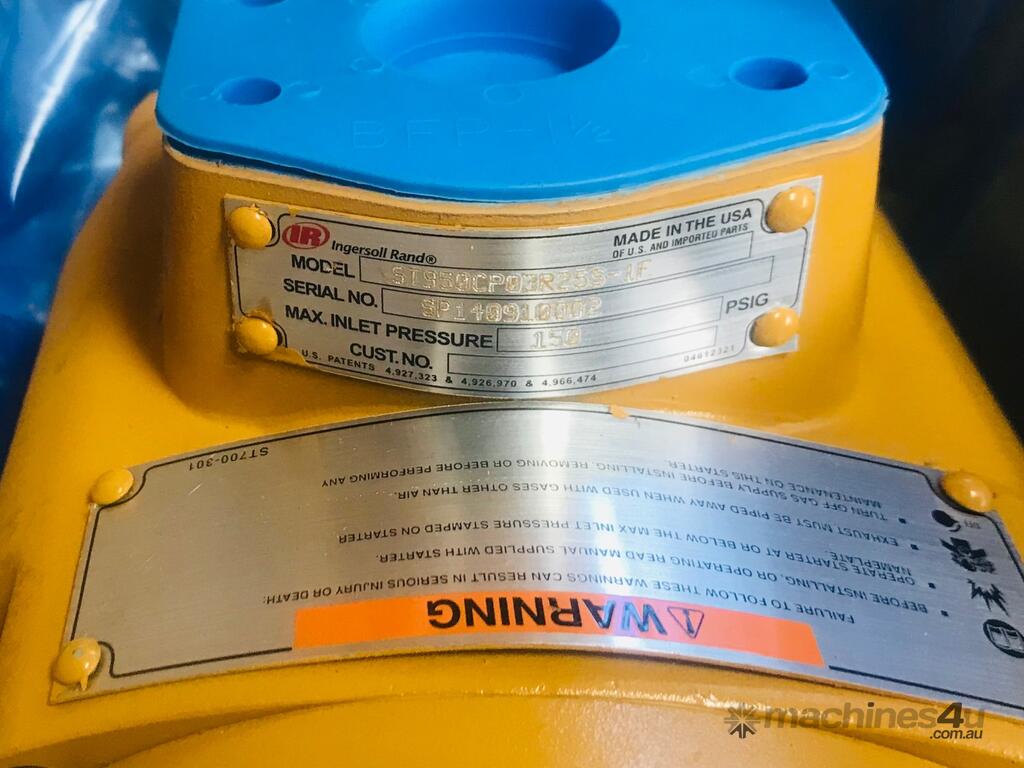 BFP-1½
IR Ingersoll Rand®
MADE IN THE USA
OF U.S. AND IMPORTED PARTS
MODEL ST950CP03R25S-1F
SERIAL NO. SP140910002
MAX. INLET PRESSURE 150 PSIG
CUST. NO.
04612321
U.S. PATENTS 4,927,323 & 4,926,970 & 4,966,474
WARNING
FAILURE TO FOLLOW THESE WARNINGS CAN RESULT IN SERIOUS INJURY OR DEATH:
▪ BEFORE INSTALLING, OR OPERATING READ MANUAL SUPPLIED WITH STARTER.
▪ OPERATE STARTER AT OR BELOW THE MAX INLET PRESSURE STAMPED ON
NAMEPLATE.
▪ EXHAUST MUST BE PIPED AWAY WHEN USED WITH GASES OTHER THAN AIR.
▪ TURN OFF GAS SUPPLY BEFORE INSTALLING, REMOVING OR BEFORE PERFORMING ANY
MAINTENANCE ON THIS STARTER.
ST700-301
machines4u
.com.au